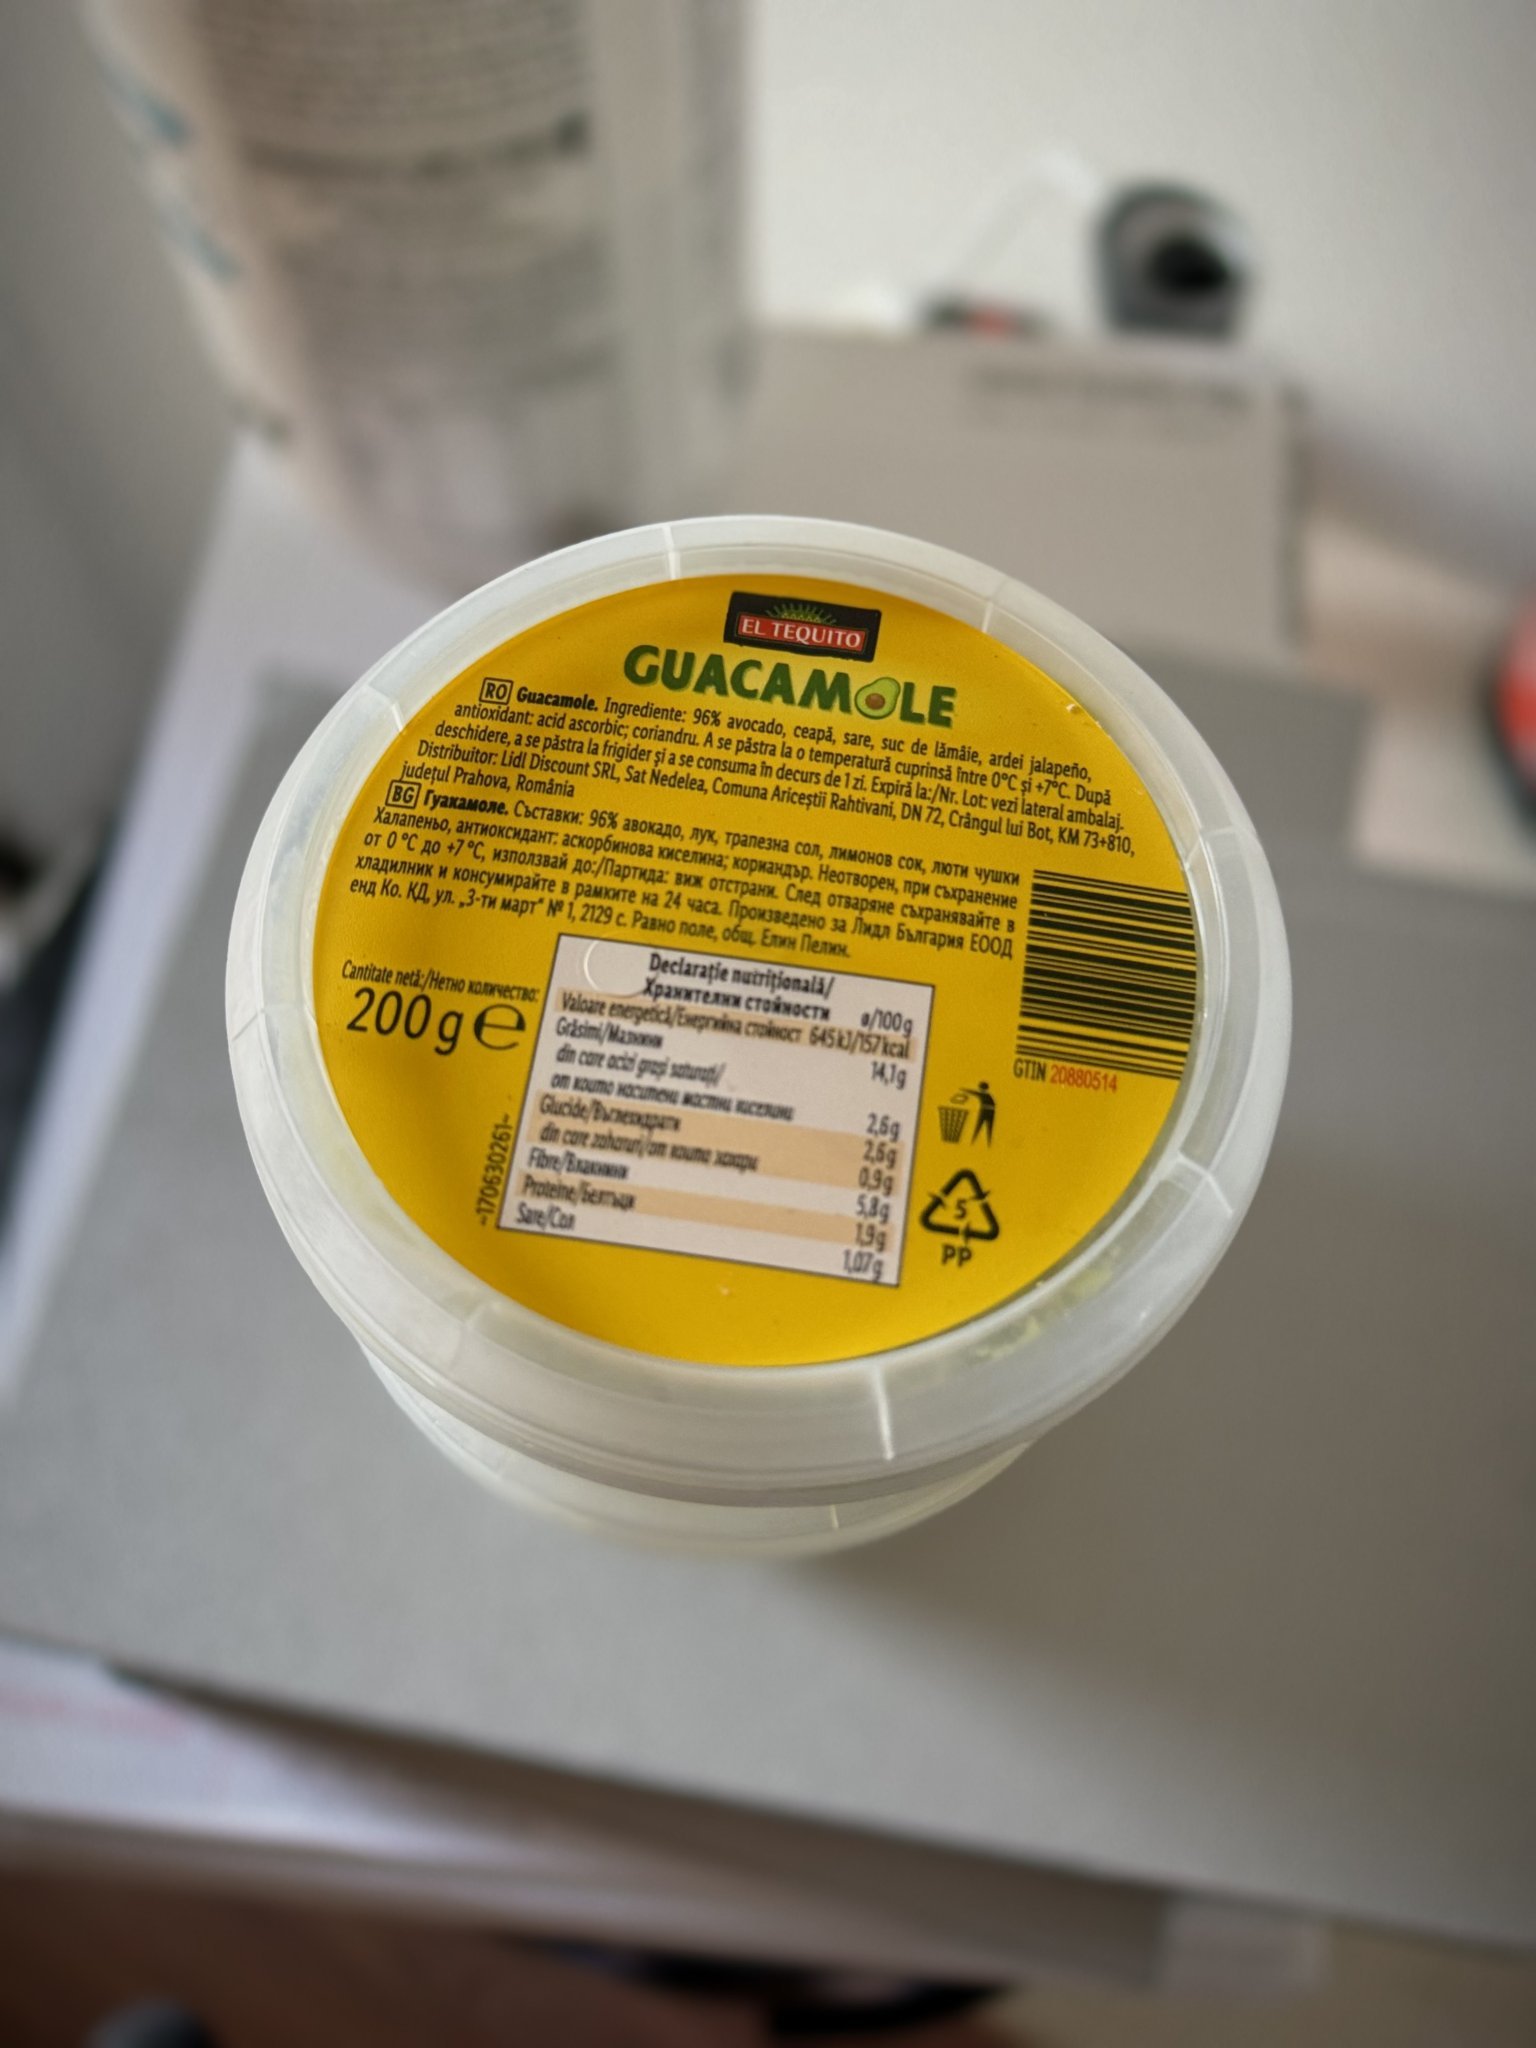 EL TEQUITO
GUACAMOLE
RO Guacamole. Ingrediente: 96% avocado, ceapă, sare, suc de lămâie, ardei jalapeño,
antioxidant: acid ascorbic; coriandru. A se păstra la o temperatură cuprinsă între 0°C și +7°C. După
deschidere, a se păstra la frigider și a se consuma în decurs de 1 zi. Expiră la:/Nr. Lot: vezi lateral ambalaj.
Distribuitor: Lidl Discount SRL, Sat Nedelea, Comuna Ariceștii Rahtivani, DN 72, Crângul lui Bot, KM 73+810,
județul Prahova, România
BG Гуакамоле. Съставки: 96% авокадо, лук, трапезна сол, лимонов сок, люти чушки
Халапеньо, антиоксидант: аскорбинова киселина; кориандър. Неотворен, при съхранение
от 0 °C до +7 °C, използвай до:/Партида: виж отстрани. След отваряне съхранявайте в
хладилник и консумирайте в рамките на 24 часа. Произведено за Лидл България ЕООД
енд Ко. КД, ул. „3-ти март“ № 1, 2129 с. Равно поле, общ. Елин Пелин.
Cantitate netă:/Нетно количество:
200 g e
Declarație nutrițională/
Хранителни стойности ø/100g
Valoare energetică/Енергийна стойност 645 kJ/157 kcal
Grăsimi/Мазнини 14,1g
din care acizi grași saturați/
от които наситени мастни киселини 2,6g
Glucide/Въглехидрати 2,6g
din care zaharuri/от които захари 0,9g
Fibre/Влакнини 5,8g
Proteine/Белтъци 1,9g
Sare/Сол 1,07g
~170630261~
GTIN 20880514
5
PP